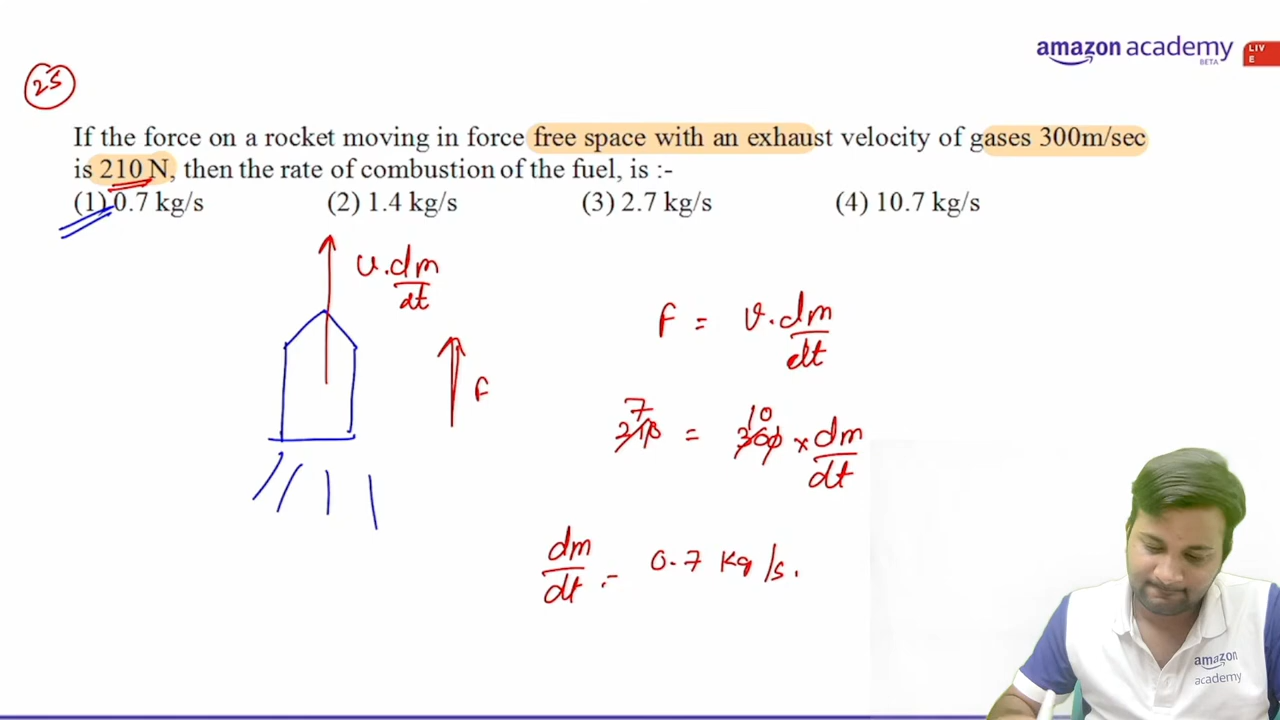 amazon academy
BETA
LIV
E
25
If the force on a rocket moving in force free space with an exhaust velocity of gases 300m/sec
is 210 N, then the rate of combustion of the fuel, is :-
(1) 0.7 kg/s (2) 1.4 kg/s (3) 2.7 kg/s (4) 10.7 kg/s
v.dm
dt
F
F = v.dm
dt
7 10
210 = 300 x dm
dt
dm
dt = 0.7 kg/s.
amazon
academy